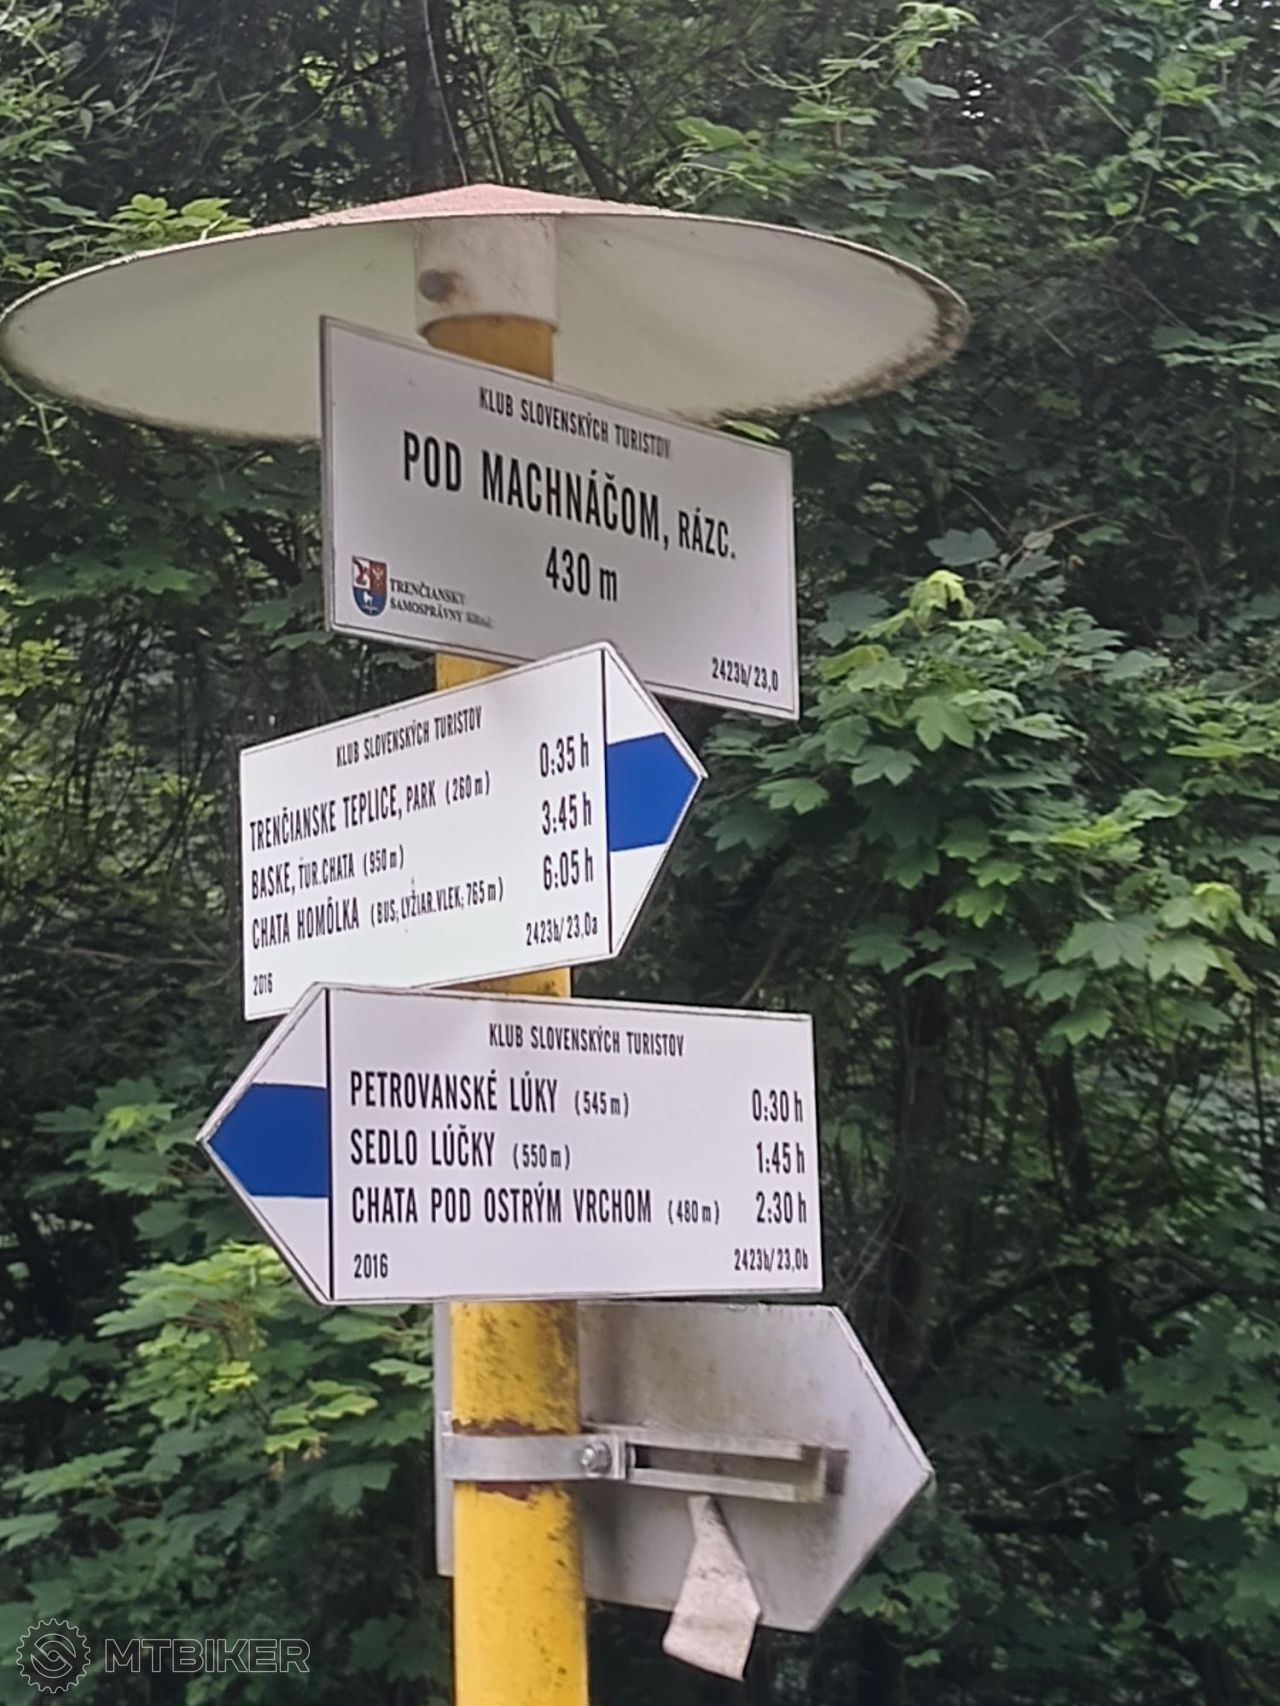 KLUB SLOVENSKÝCH TURISTOV
POD MACHNÁČOM, RÁZC.
430 m
TRENČIANSKY
SAMOSPRÁVNY KRAJ
2423b/23,0
KLUB SLOVENSKÝCH TURISTOV
TRENČIANSKE TEPLICE, PARK (260 m) 0:35 h
BASKE, TUR.CHATA (950 m) 3:45 h
CHATA HOMÔLKA (BUS; LYŽIAR.VLEK; 765 m) 6:05 h
2016 2423b/23,0a
KLUB SLOVENSKÝCH TURISTOV
PETROVANSKÉ LÚKY (545 m) 0:30 h
SEDLO LÚČKY (550 m) 1:45 h
CHATA POD OSTRÝM VRCHOM (480 m) 2:30 h
2016 2423b/23,0b
MTBIKER